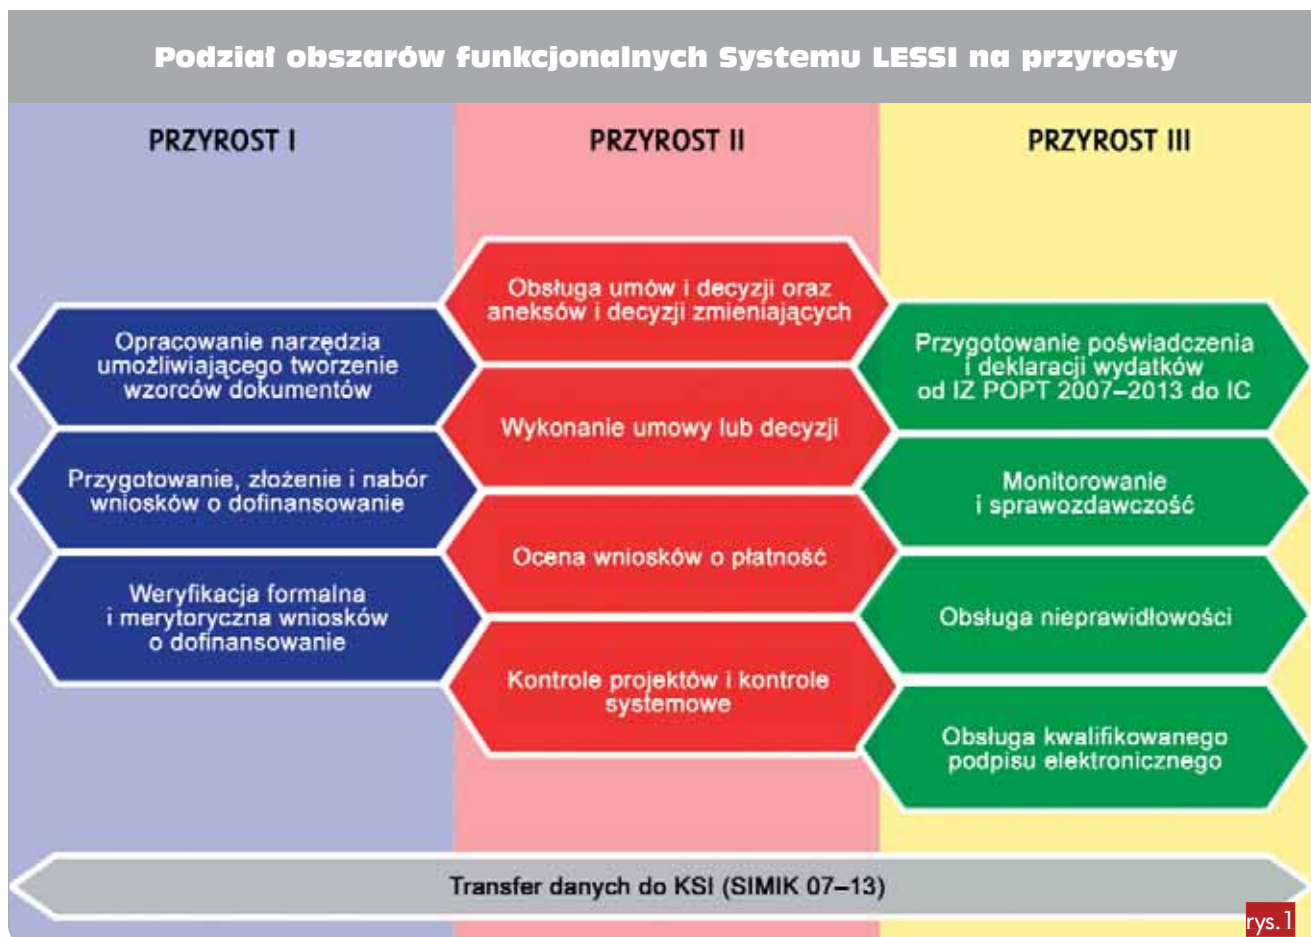 Podział obszarów funkcjonalnych Systemu LESSI na przyrosty
PRZYROST I
Opracowanie narzędzia
umożliwiającego tworzenie
wzorców dokumentów
Przygotowanie, złożenie i nabór
wniosków o dofinansowanie
Weryfikacja formalna
i merytoryczna wniosków
o dofinansowanie
PRZYROST II
Obsługa umów i decyzji oraz
aneksów i decyzji zmieniających
Wykonanie umowy lub decyzji
Ocena wniosków o płatność
Kontrole projektów i kontrole
systemowe
PRZYROST III
Przygotowanie poświadczenia
i deklaracji wydatków
od IZ POPT 2007–2013 do IC
Monitorowanie
i sprawozdawczość
Obsługa nieprawidłowości
Obsługa kwalifikowanego
podpisu elektronicznego
Transfer danych do KSI (SIMIK 07–13)
rys.1